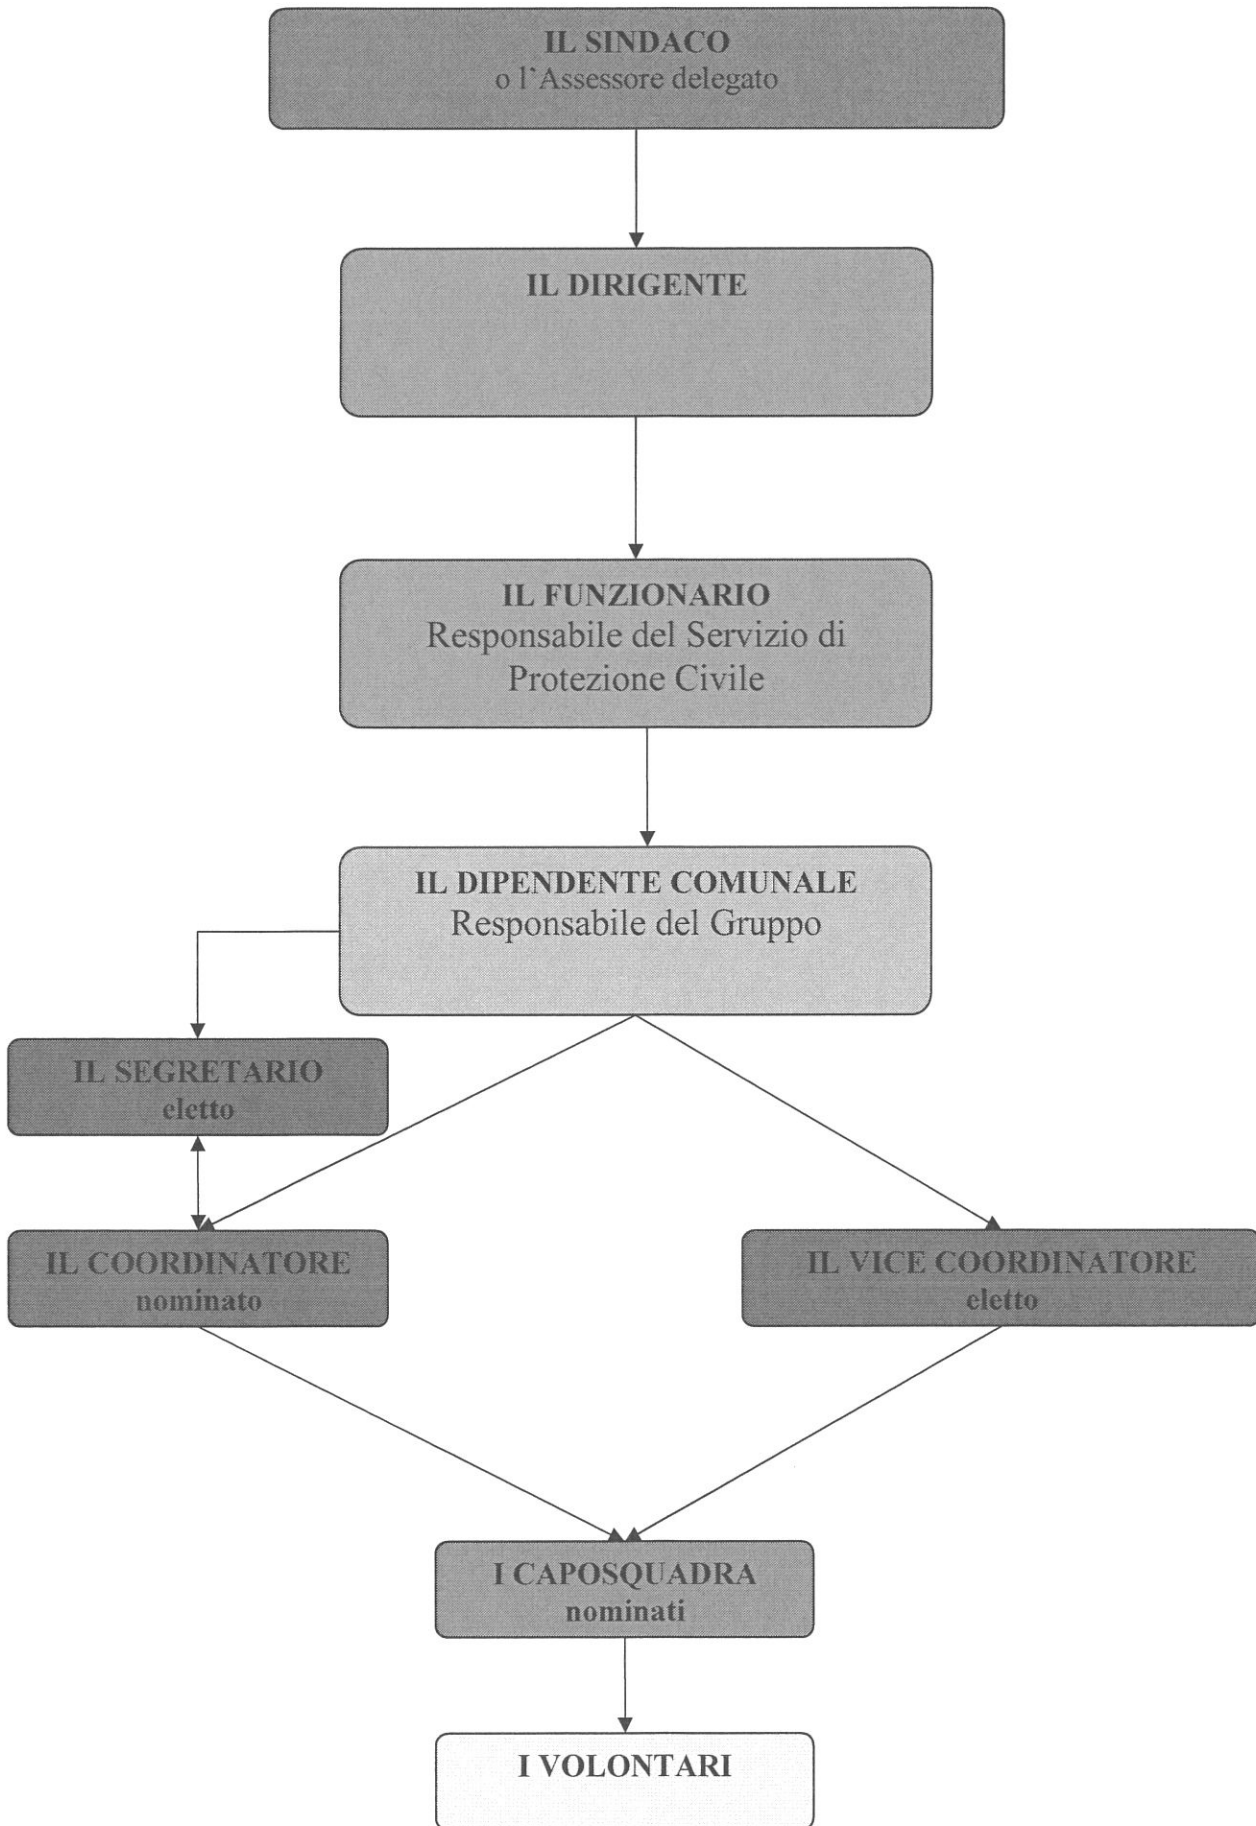 IL SINDACO
o l'Assessore delegato
IL DIRIGENTE
IL FUNZIONARIO
Responsabile del Servizio di
Protezione Civile
IL DIPENDENTE COMUNALE
Responsabile del Gruppo
IL SEGRETARIO
eletto
IL COORDINATORE
nominato
IL VICE COORDINATORE
eletto
I CAPOSQUADRA
nominati
I VOLONTARI